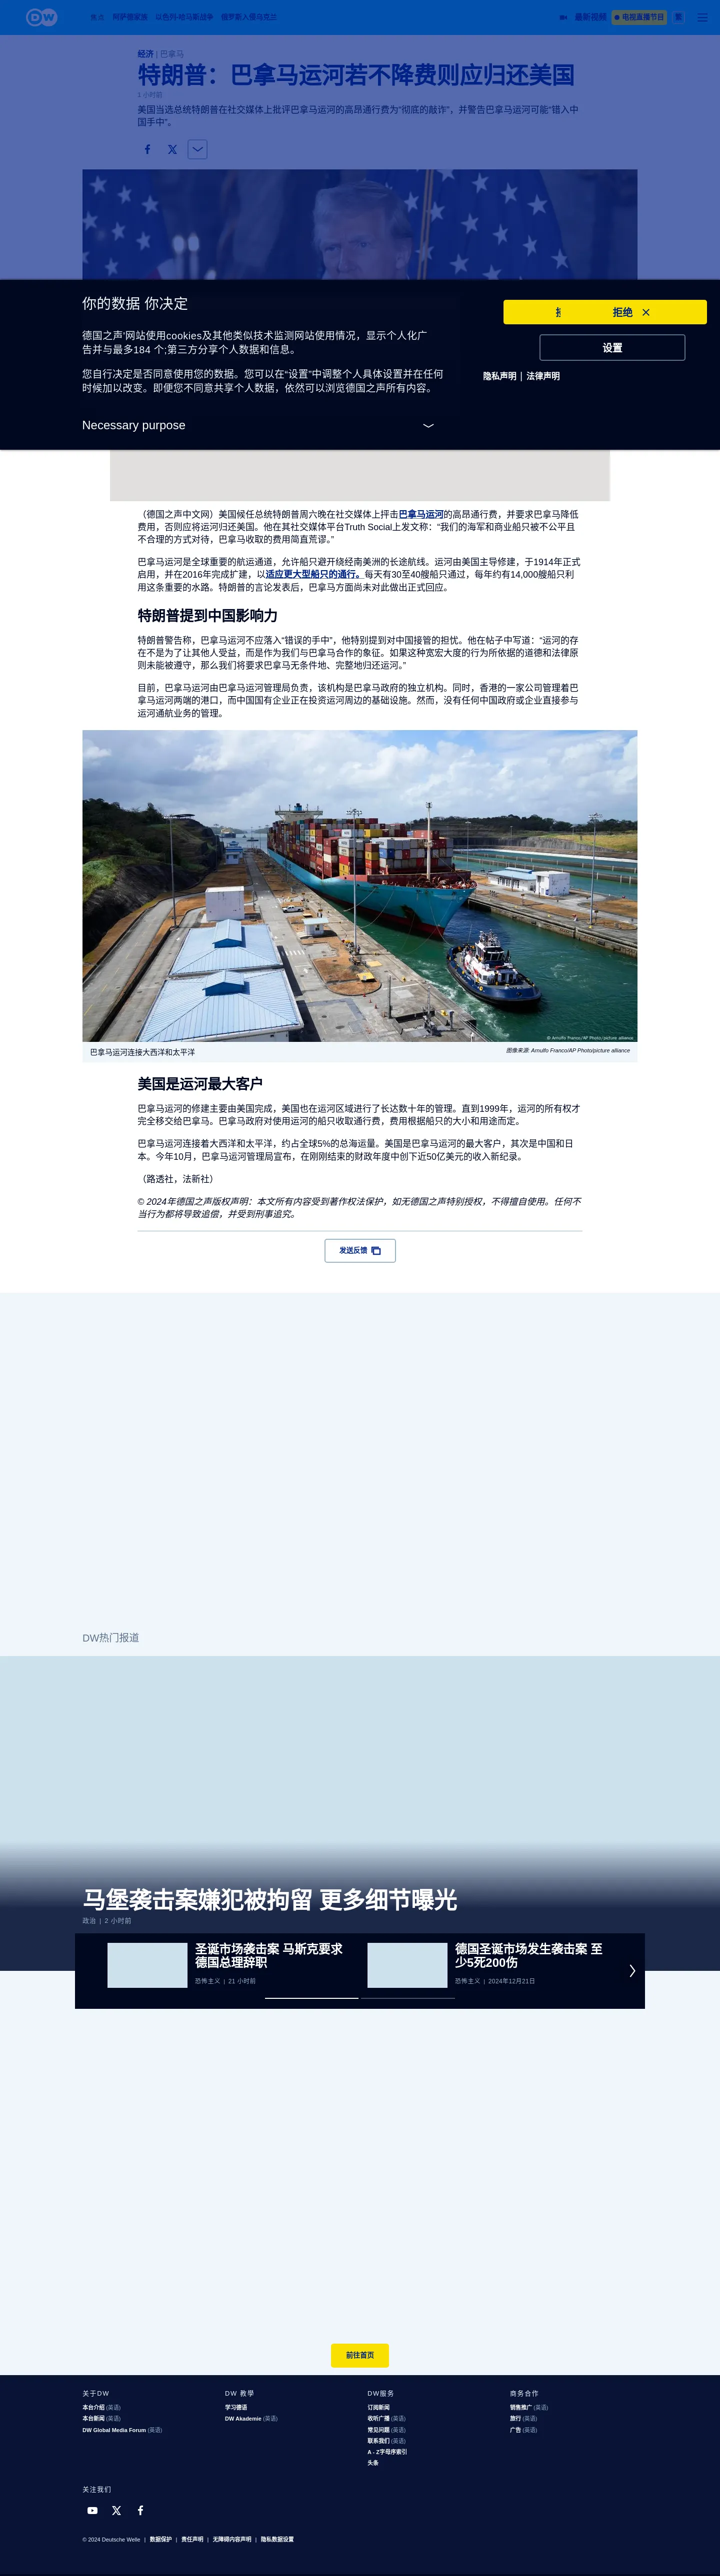 DW
焦点 阿萨德家族 以色列-哈马斯战争 俄罗斯入侵乌克兰
最新视频 电视直播节目 繁
经济 | 巴拿马
特朗普：巴拿马运河若不降费则应归还美国
1 小时前
美国当选总统特朗普在社交媒体上批评巴拿马运河的高昂通行费为“彻底的敲诈”，并警告巴拿马运河可能“错入中
国手中”。
你的数据 你决定
拒绝
德国之声'网站使用cookies及其他类似技术监测网站使用情况，显示个人化广
告并与最多184 个;第三方分享个人数据和信息。
设置
您自行决定是否同意使用您的数据。您可以在“设置”中调整个人具体设置并在任何
时候加以改变。即便您不同意共享个人数据，依然可以浏览德国之声所有内容。
隐私声明 | 法律声明
Necessary purpose
（德国之声中文网）美国候任总统特朗普周六晚在社交媒体上抨击巴拿马运河的高昂通行费，并要求巴拿马降低
费用，否则应将运河归还美国。他在其社交媒体平台Truth Social上发文称：“我们的海军和商业船只被不公平且
不合理的方式对待，巴拿马收取的费用简直荒谬。”
巴拿马运河是全球重要的航运通道，允许船只避开绕经南美洲的长途航线。运河由美国主导修建，于1914年正式
启用，并在2016年完成扩建，以适应更大型船只的通行。每天有30至40艘船只通过，每年约有14,000艘船只利
用这条重要的水路。特朗普的言论发表后，巴拿马方面尚未对此做出正式回应。
特朗普提到中国影响力
特朗普警告称，巴拿马运河不应落入“错误的手中”，他特别提到对中国接管的担忧。他在帖子中写道：“运河的存
在不是为了让其他人受益，而是作为我们与巴拿马合作的象征。如果这种宽宏大度的行为所依据的道德和法律原
则未能被遵守，那么我们将要求巴拿马无条件地、完整地归还运河。”
目前，巴拿马运河由巴拿马运河管理局负责，该机构是巴拿马政府的独立机构。同时，香港的一家公司管理着巴
拿马运河两端的港口，而中国国有企业正在投资运河周边的基础设施。然而，没有任何中国政府或企业直接参与
运河通航业务的管理。
© Arnulfo Franco/AP Photo/picture alliance
巴拿马运河连接大西洋和太平洋
图像来源: Arnulfo Franco/AP Photo/picture alliance
美国是运河最大客户
巴拿马运河的修建主要由美国完成，美国也在运河区域进行了长达数十年的管理。直到1999年，运河的所有权才
完全移交给巴拿马。巴拿马政府对使用运河的船只收取通行费，费用根据船只的大小和用途而定。
巴拿马运河连接着大西洋和太平洋，约占全球5%的总海运量。美国是巴拿马运河的最大客户，其次是中国和日
本。今年10月，巴拿马运河管理局宣布，在刚刚结束的财政年度中创下近50亿美元的收入新纪录。
（路透社，法新社）
© 2024年德国之声版权声明：本文所有内容受到著作权法保护，如无德国之声特别授权，不得擅自使用。任何不
当行为都将导致追偿，并受到刑事追究。
发送反馈
DW热门报道
马堡袭击案嫌犯被拘留 更多细节曝光
政治 | 2 小时前
圣诞市场袭击案 马斯克要求
德国总理辞职
恐怖主义 | 21 小时前
德国圣诞市场发生袭击案 至
少5死200伤
恐怖主义 | 2024年12月21日
前往首页
关于DW
本台介绍 (英语)
本台新闻 (英语)
DW Global Media Forum (英语)
DW 教學
学习德语
DW Akademie (英语)
DW服务
订阅新闻
收听广播 (英语)
常见问题 (英语)
联系我们 (英语)
A - Z字母序索引
头条
商务合作
销售推广 (英语)
旅行 (英语)
广告 (英语)
关注我们
© 2024 Deutsche Welle | 数据保护 | 责任声明 | 无障碍内容声明 | 隐私数据设置